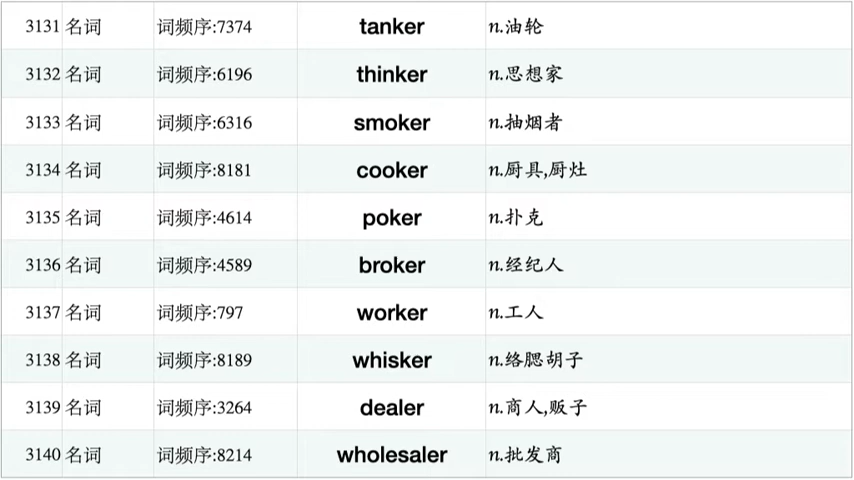 3131 名词 词频序:7374 tanker n.油轮
3132 名词 词频序:6196 thinker n.思想家
3133 名词 词频序:6316 smoker n.抽烟者
3134 名词 词频序:8181 cooker n.厨具,厨灶
3135 名词 词频序:4614 poker n.扑克
3136 名词 词频序:4589 broker n.经纪人
3137 名词 词频序:797 worker n.工人
3138 名词 词频序:8189 whisker n.络腮胡子
3139 名词 词频序:3264 dealer n.商人,贩子
3140 名词 词频序:8214 wholesaler n.批发商